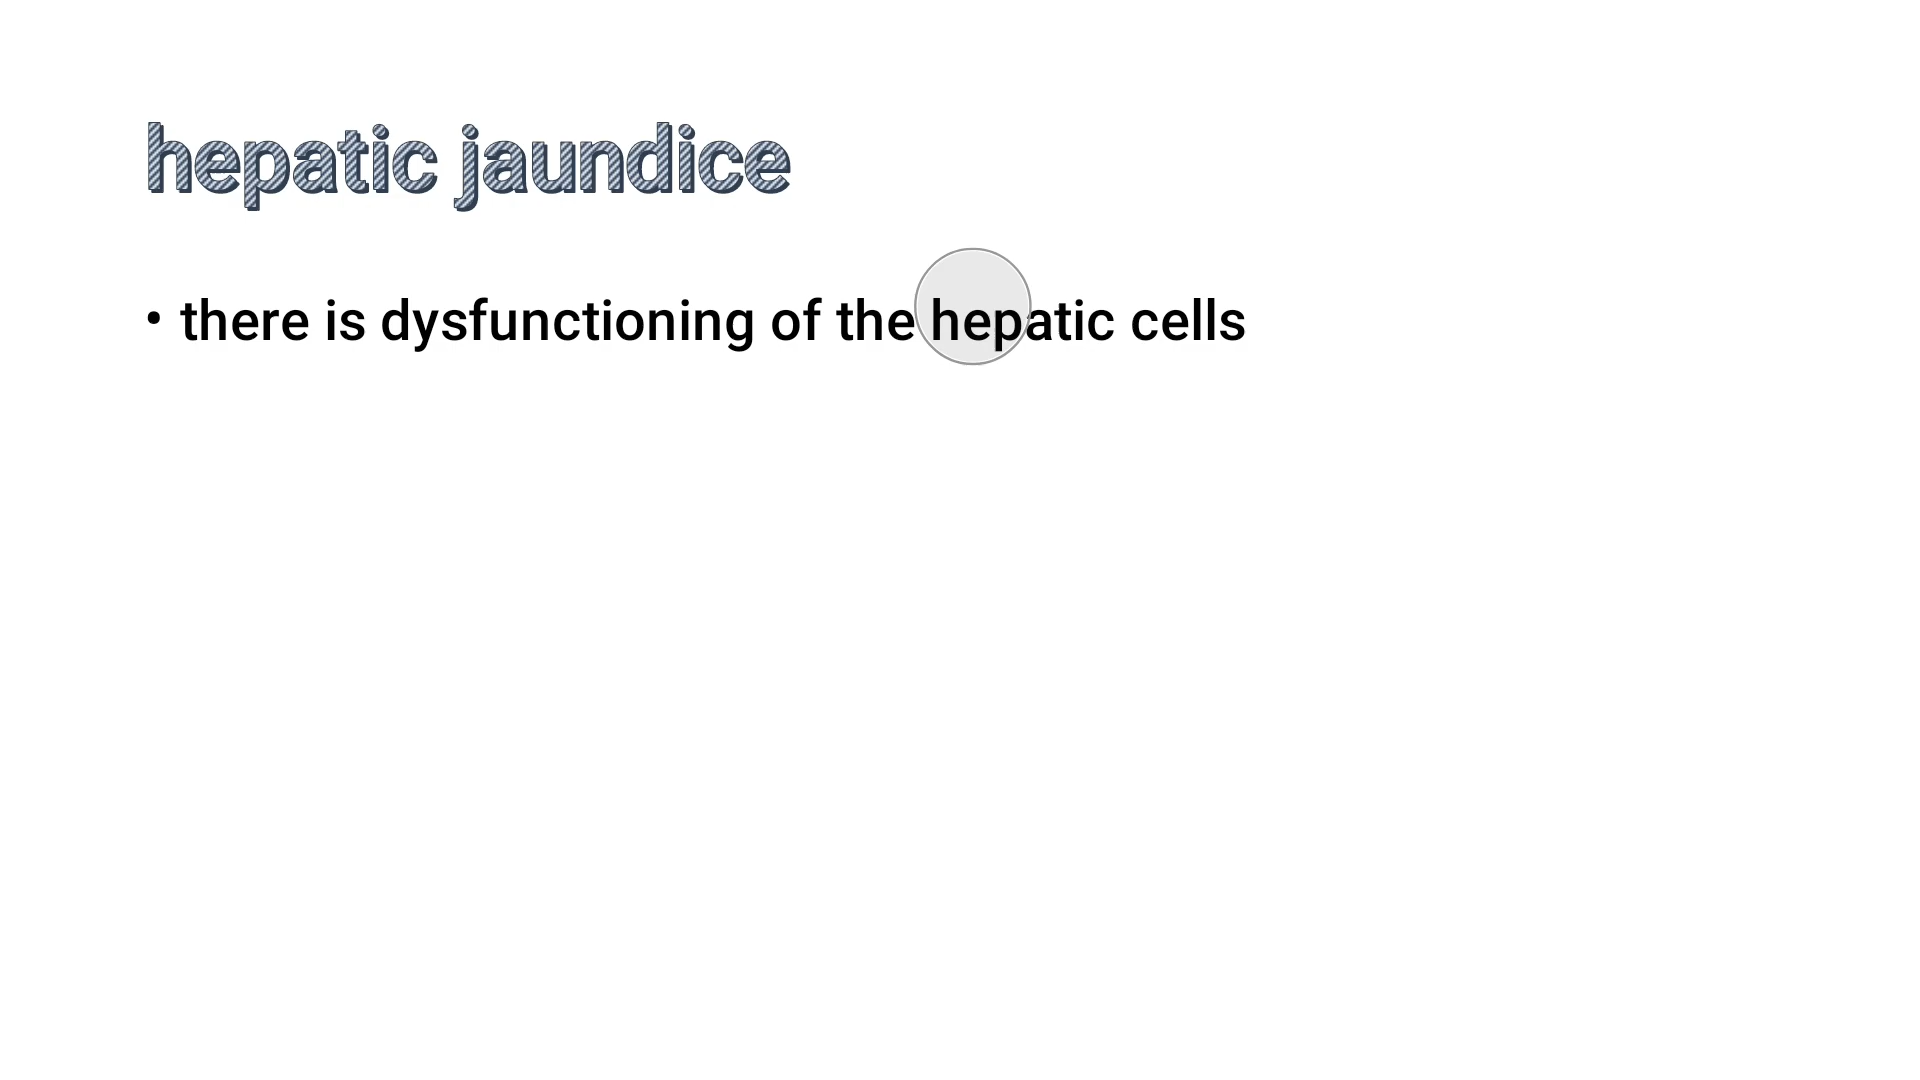 hepatic jaundice
• there is dysfunctioning of the hepatic cells